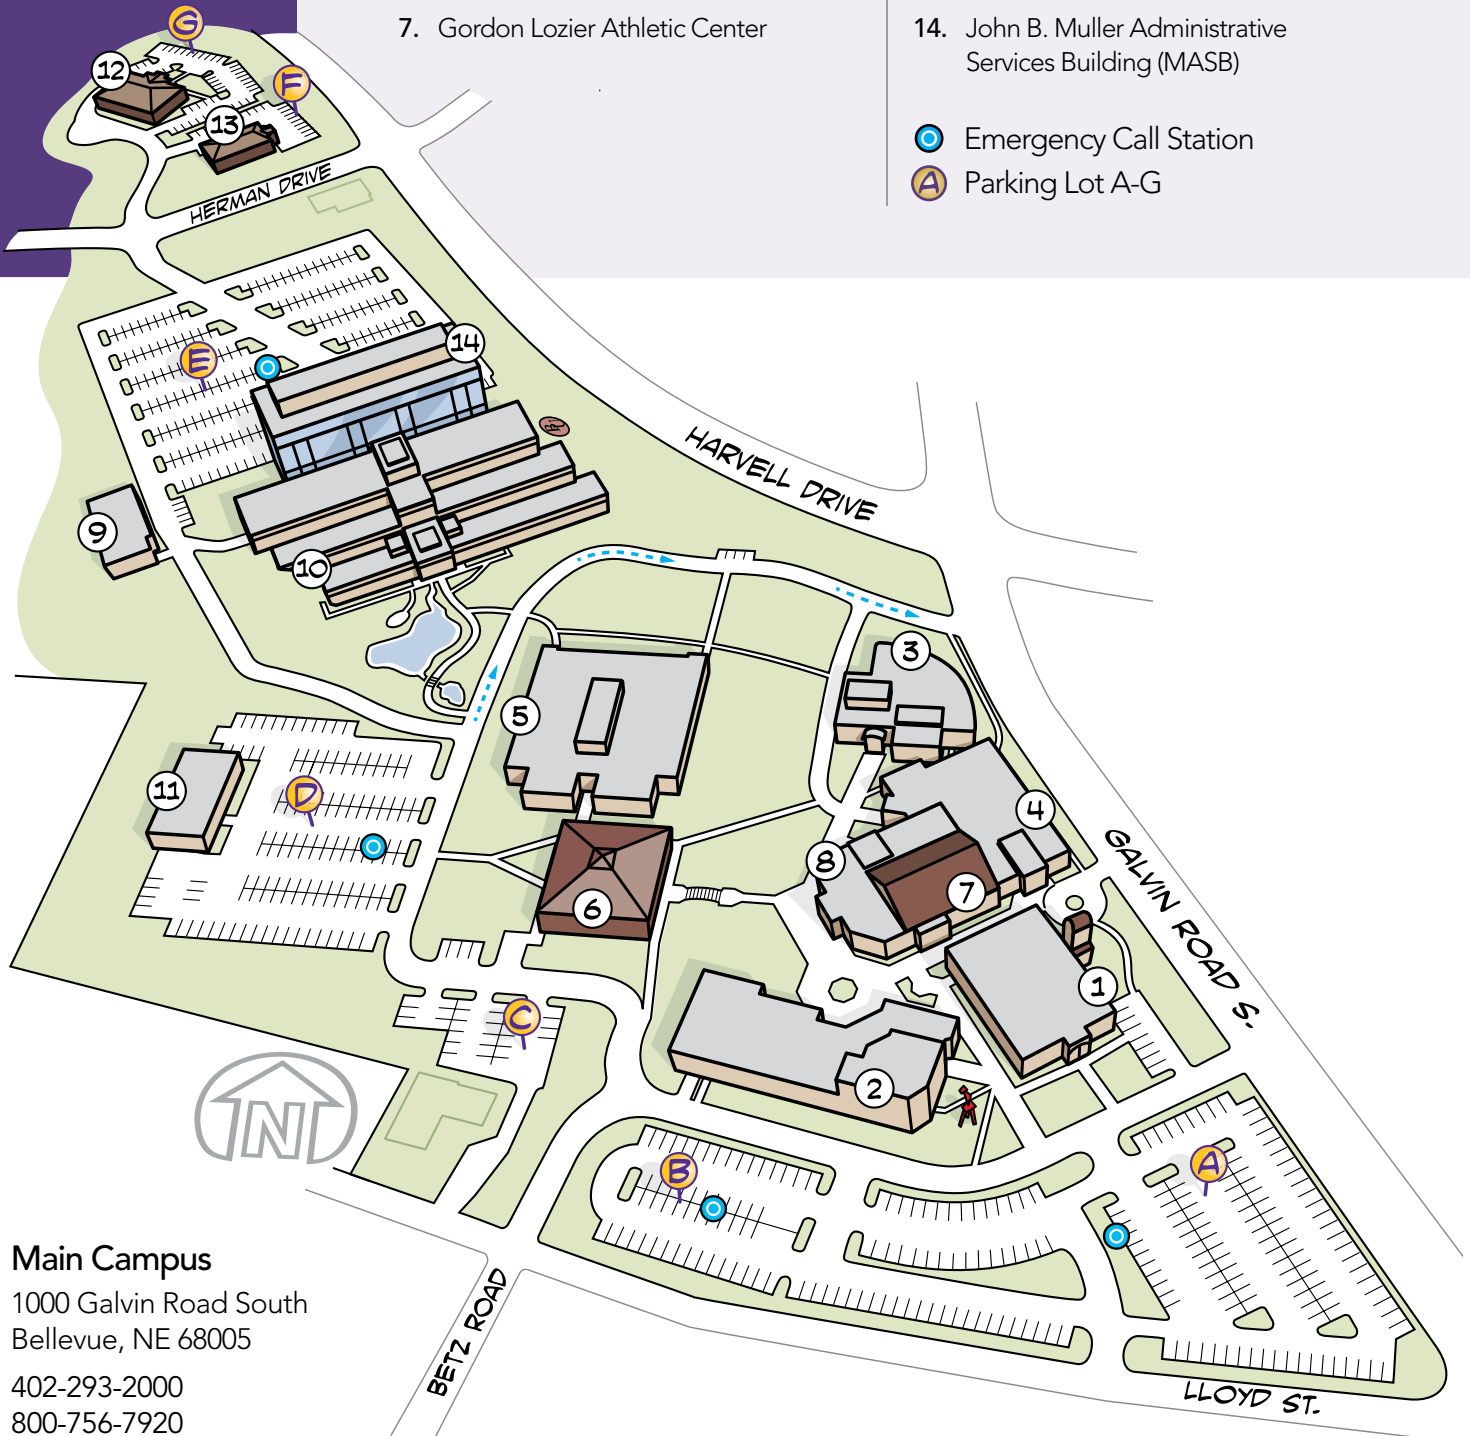 7. Gordon Lozier Athletic Center
14. John B. Muller Administrative
Services Building (MASB)
Emergency Call Station
A Parking Lot A-G
G
12
F
13
HERMAN DRIVE
14
E
HARVELL DRIVE
9
10
3
5
11
D
4
8
7
6
GALVIN ROAD S.
1
C
2
N
B
A
Main Campus
1000 Galvin Road South
Bellevue, NE 68005
402-293-2000
800-756-7920
BETZ ROAD
LLOYD ST.